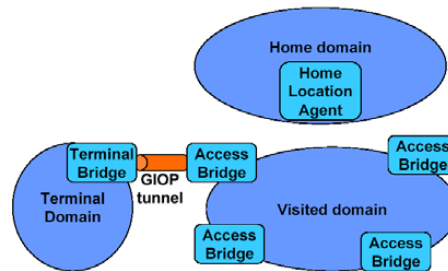 Home domain
Home
Location
Agent
Terminal
Bridge
GIOP
tunnel
Access
Bridge
Access
Bridge
Terminal
Domain
Visited domain
Access
Bridge
Access
Bridge